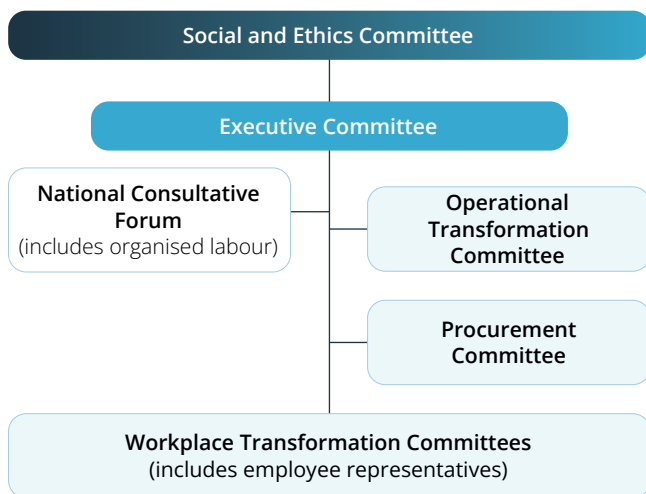 Social and Ethics Committee
Executive Committee
National Consultative
Forum
(includes organised labour)
Operational
Transformation
Committee
Procurement
Committee
Workplace Transformation Committees
(includes employee representatives)